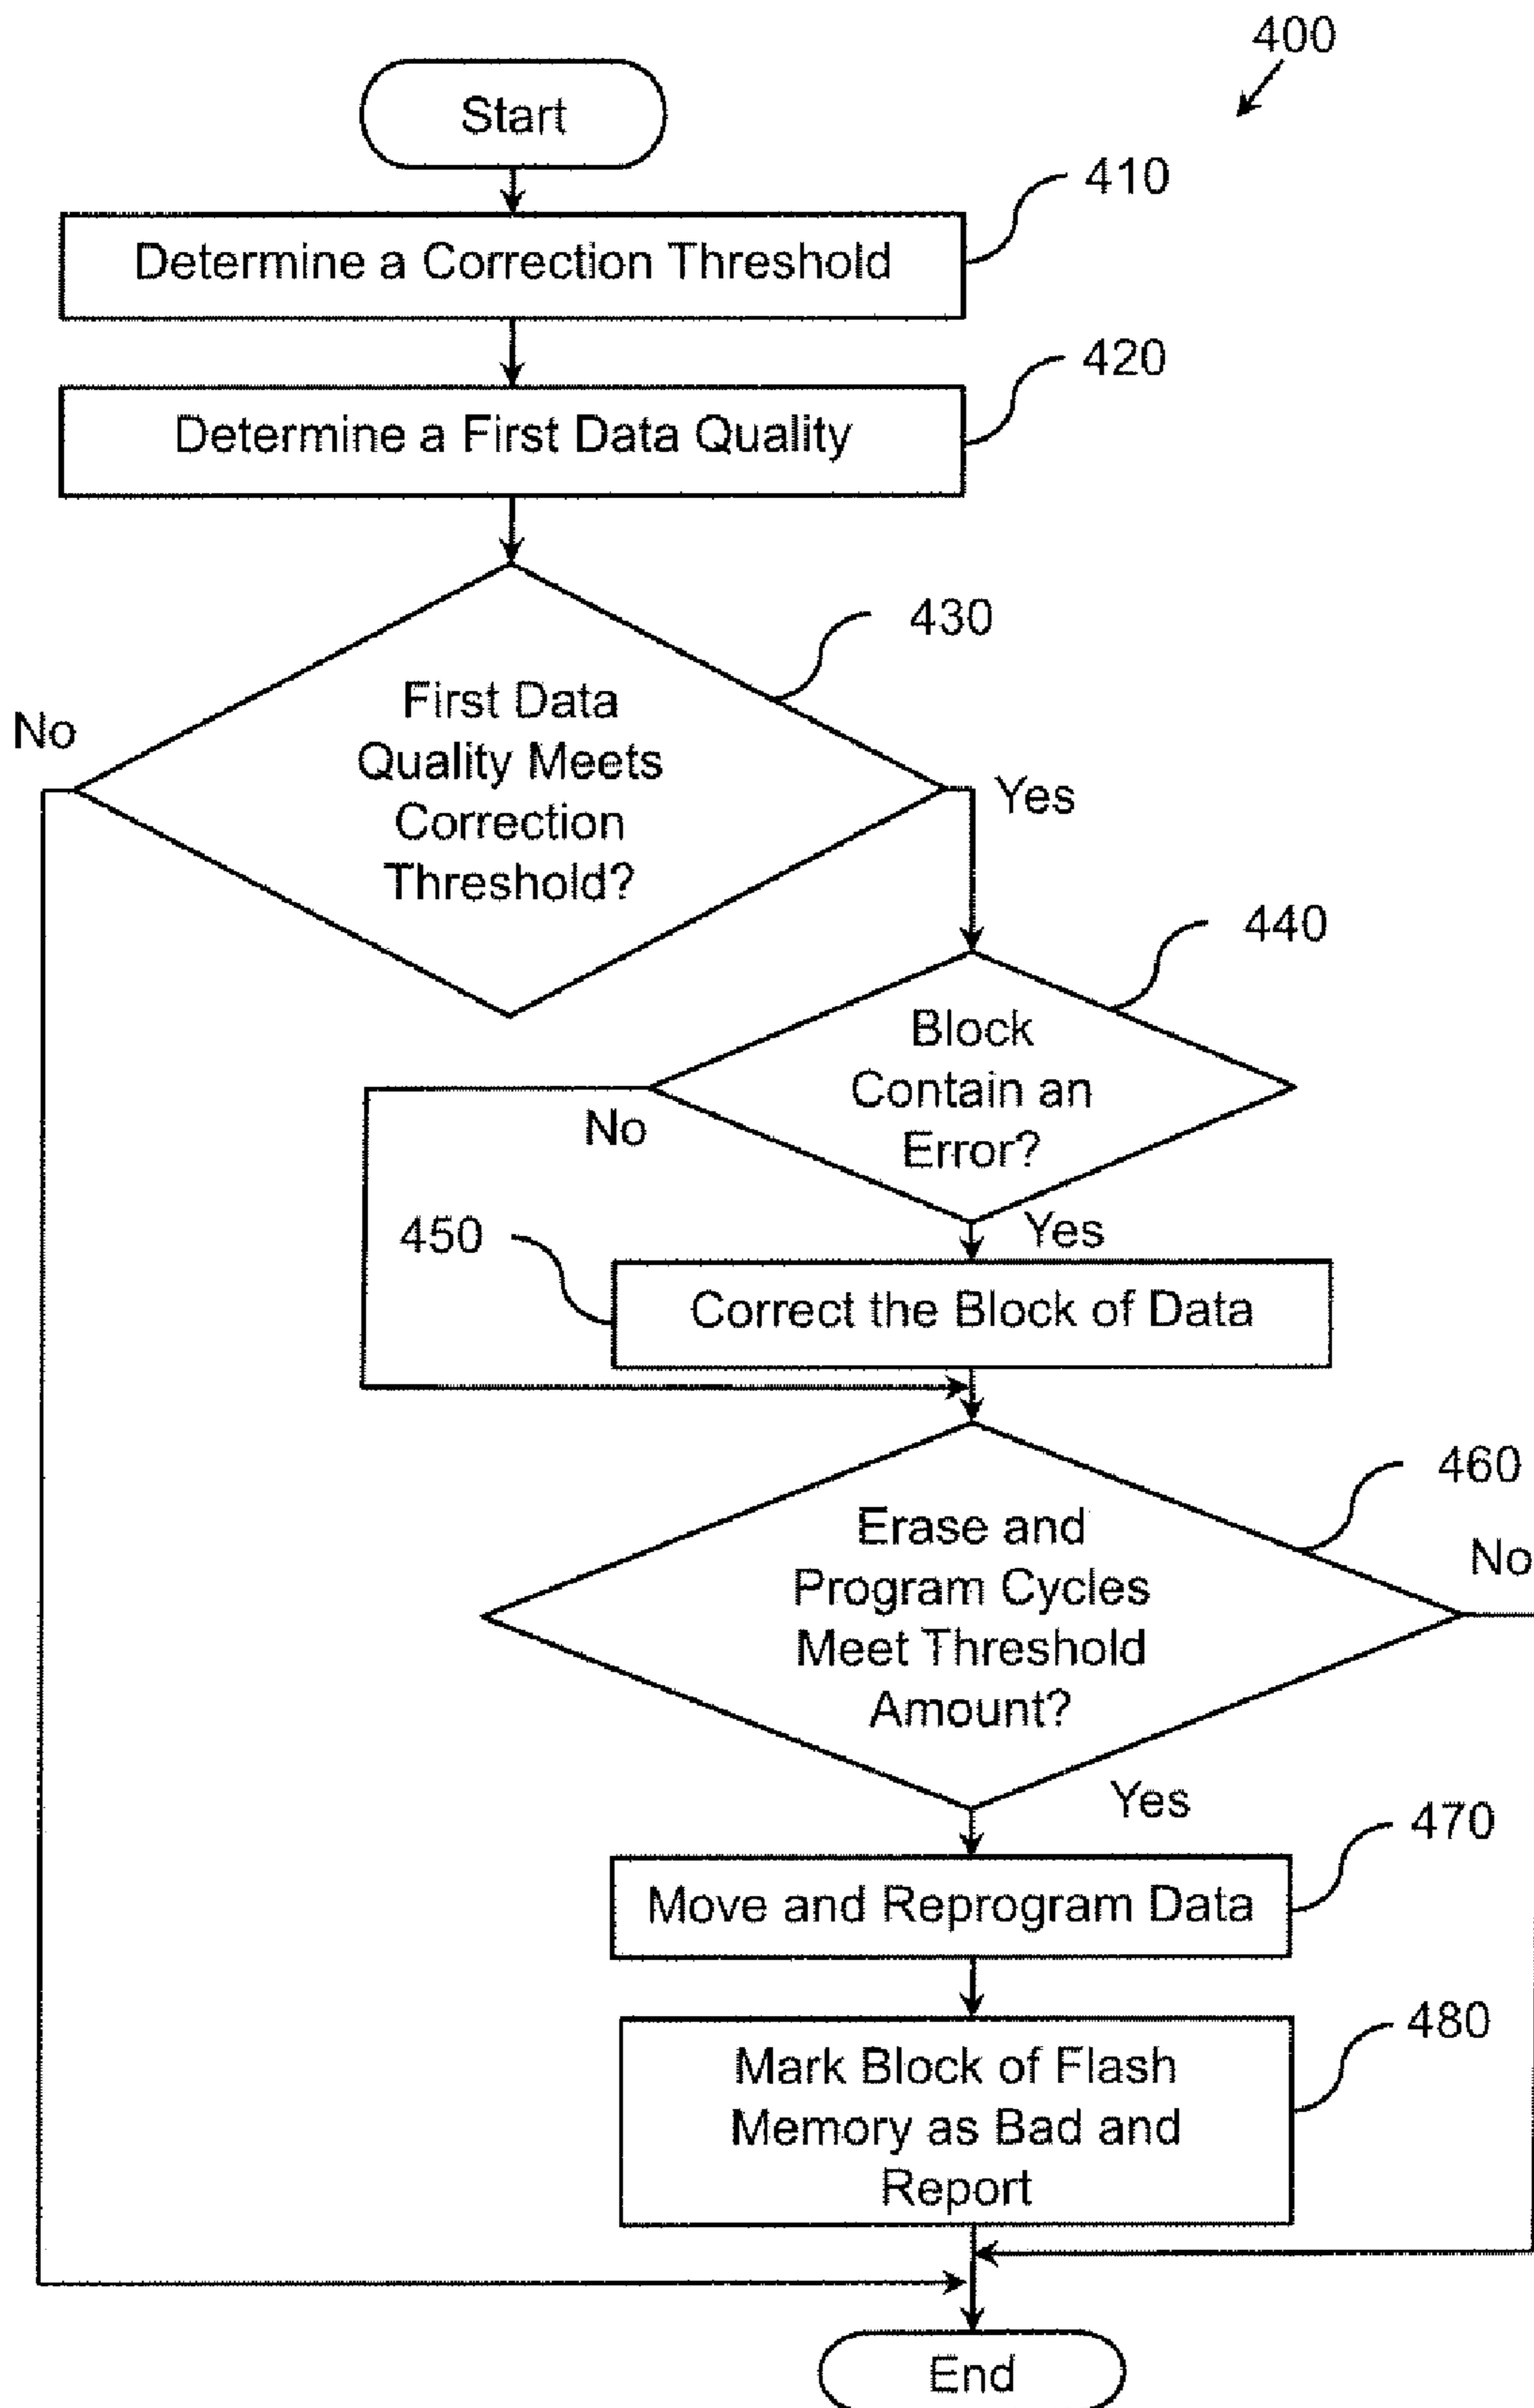 400
Start
410
Determine a Correction Threshold
420
Determine a First Data Quality
430
First Data
Quality Meets
Correction
Threshold?
No
Yes
440
Block
Contain an
Error?
No
Yes
450
Correct the Block of Data
460
Erase and
Program Cycles
Meet Threshold
Amount?
No
Yes
470
Move and Reprogram Data
480
Mark Block of Flash
Memory as Bad and
Report
End